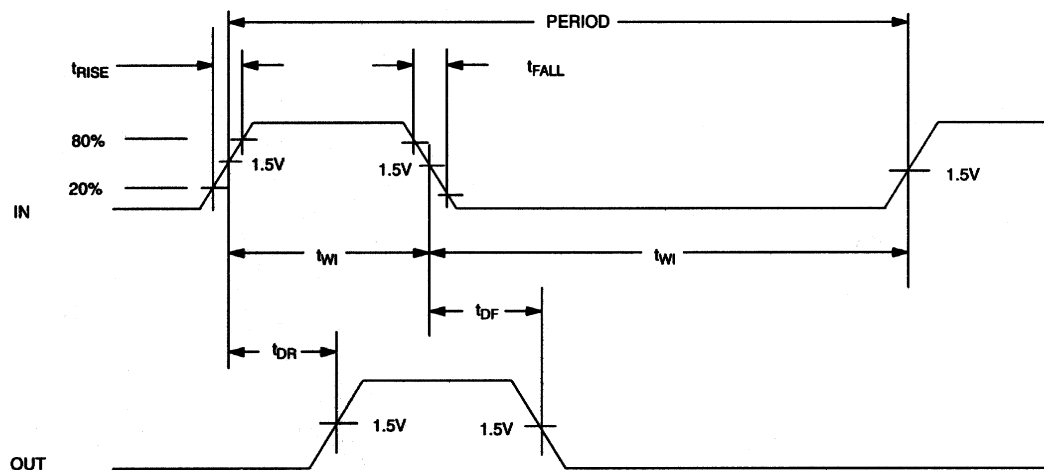 PERIOD
tRISE
tFALL
80%
1.5V
1.5V
20%
1.5V
IN
tWI
tWI
tDF
tDR
1.5V
1.5V
OUT